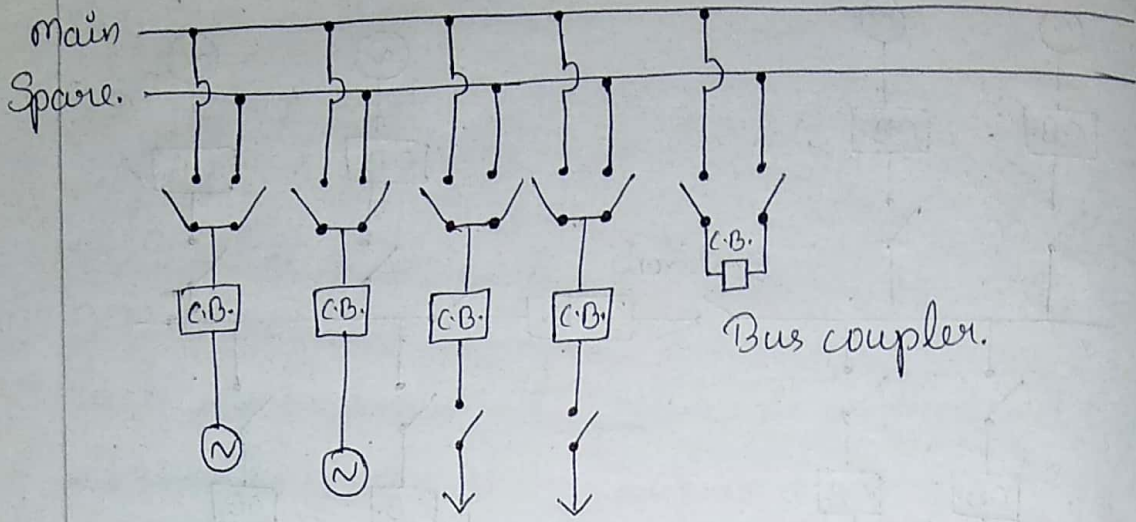 Main
Spare.
C.B.
C.B. C.B. C.B. C.B.
Bus coupler.
~ ~